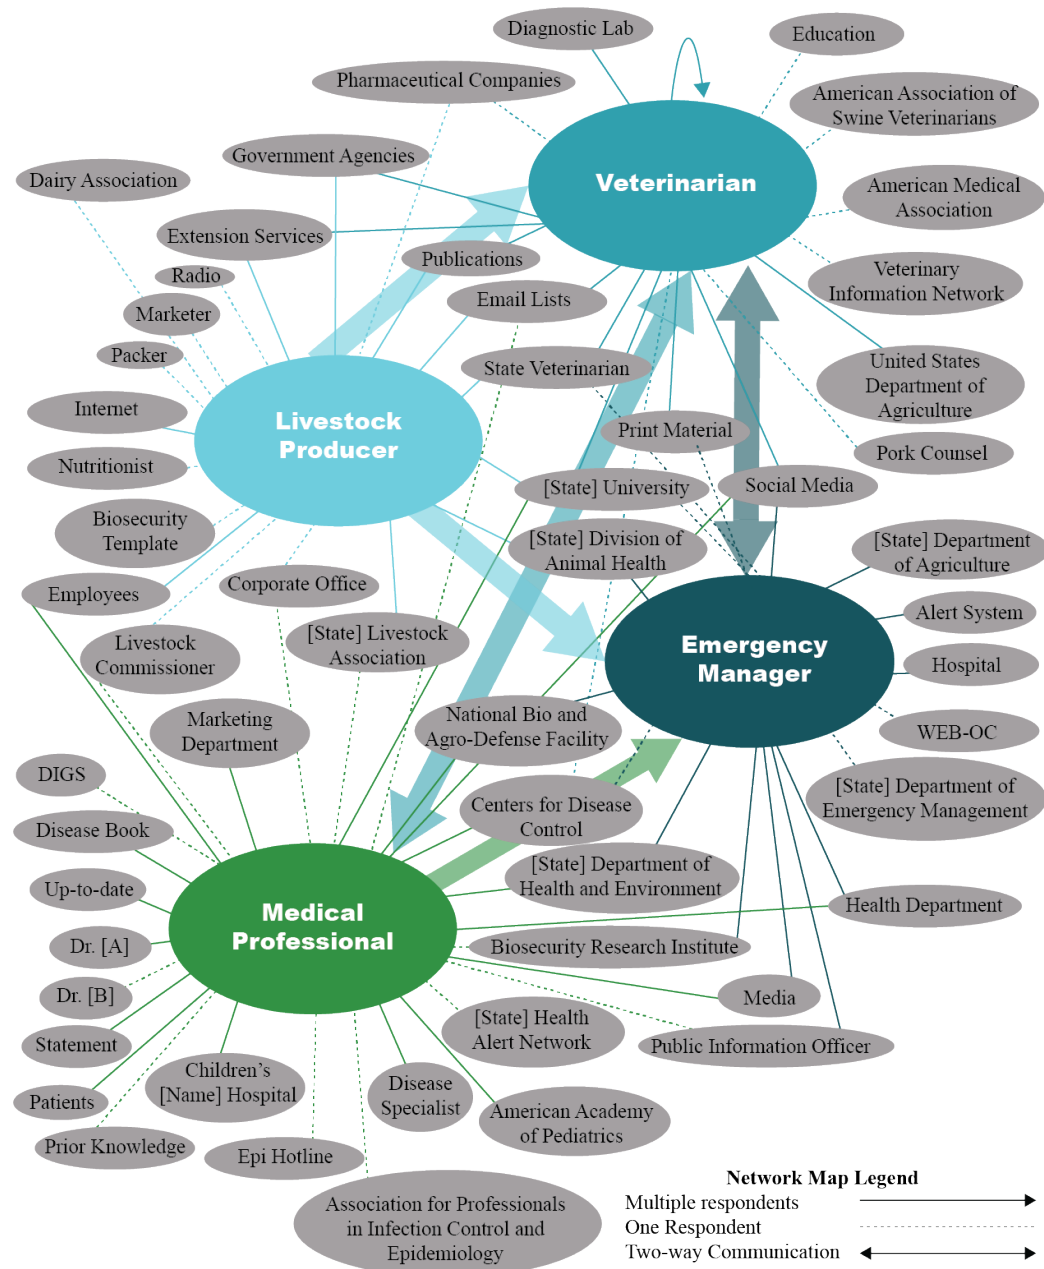 Diagnostic Lab
Education
Pharmaceutical Companies
American Association of
Swine Veterinarians
Government Agencies
Veterinarian
Dairy Association
American Medical
Association
Extension Services
Publications
Radio
Veterinary
Information Network
Email Lists
Marketer
Packer
State Veterinarian
United States
Department of
Agriculture
Internet
Livestock
Producer
Print Material
Pork Counsel
Nutritionist
[State] University
Social Media
Biosecurity
Template
[State] Division of
Animal Health
[State] Department
of Agriculture
Employees
Corporate Office
Alert System
[State] Livestock
Association
Livestock
Commissioner
Emergency
Manager
Hospital
Marketing
Department
National Bio and
Agro-Defense Facility
WEB-OC
DIGS
[State] Department of
Emergency Management
Centers for Disease
Control
Disease Book
[State] Department of
Health and Environment
Up-to-date
Medical
Professional
Health Department
Dr. [A]
Biosecurity Research Institute
Dr. [B]
Media
[State] Health
Alert Network
Statement
Public Information Officer
Children’s
[Name] Hospital
Disease
Specialist
Patients
American Academy
of Pediatrics
Prior Knowledge
Epi Hotline
Association for Professionals
in Infection Control and
Epidemiology
Network Map Legend
Multiple respondents
One Respondent
Two-way Communication